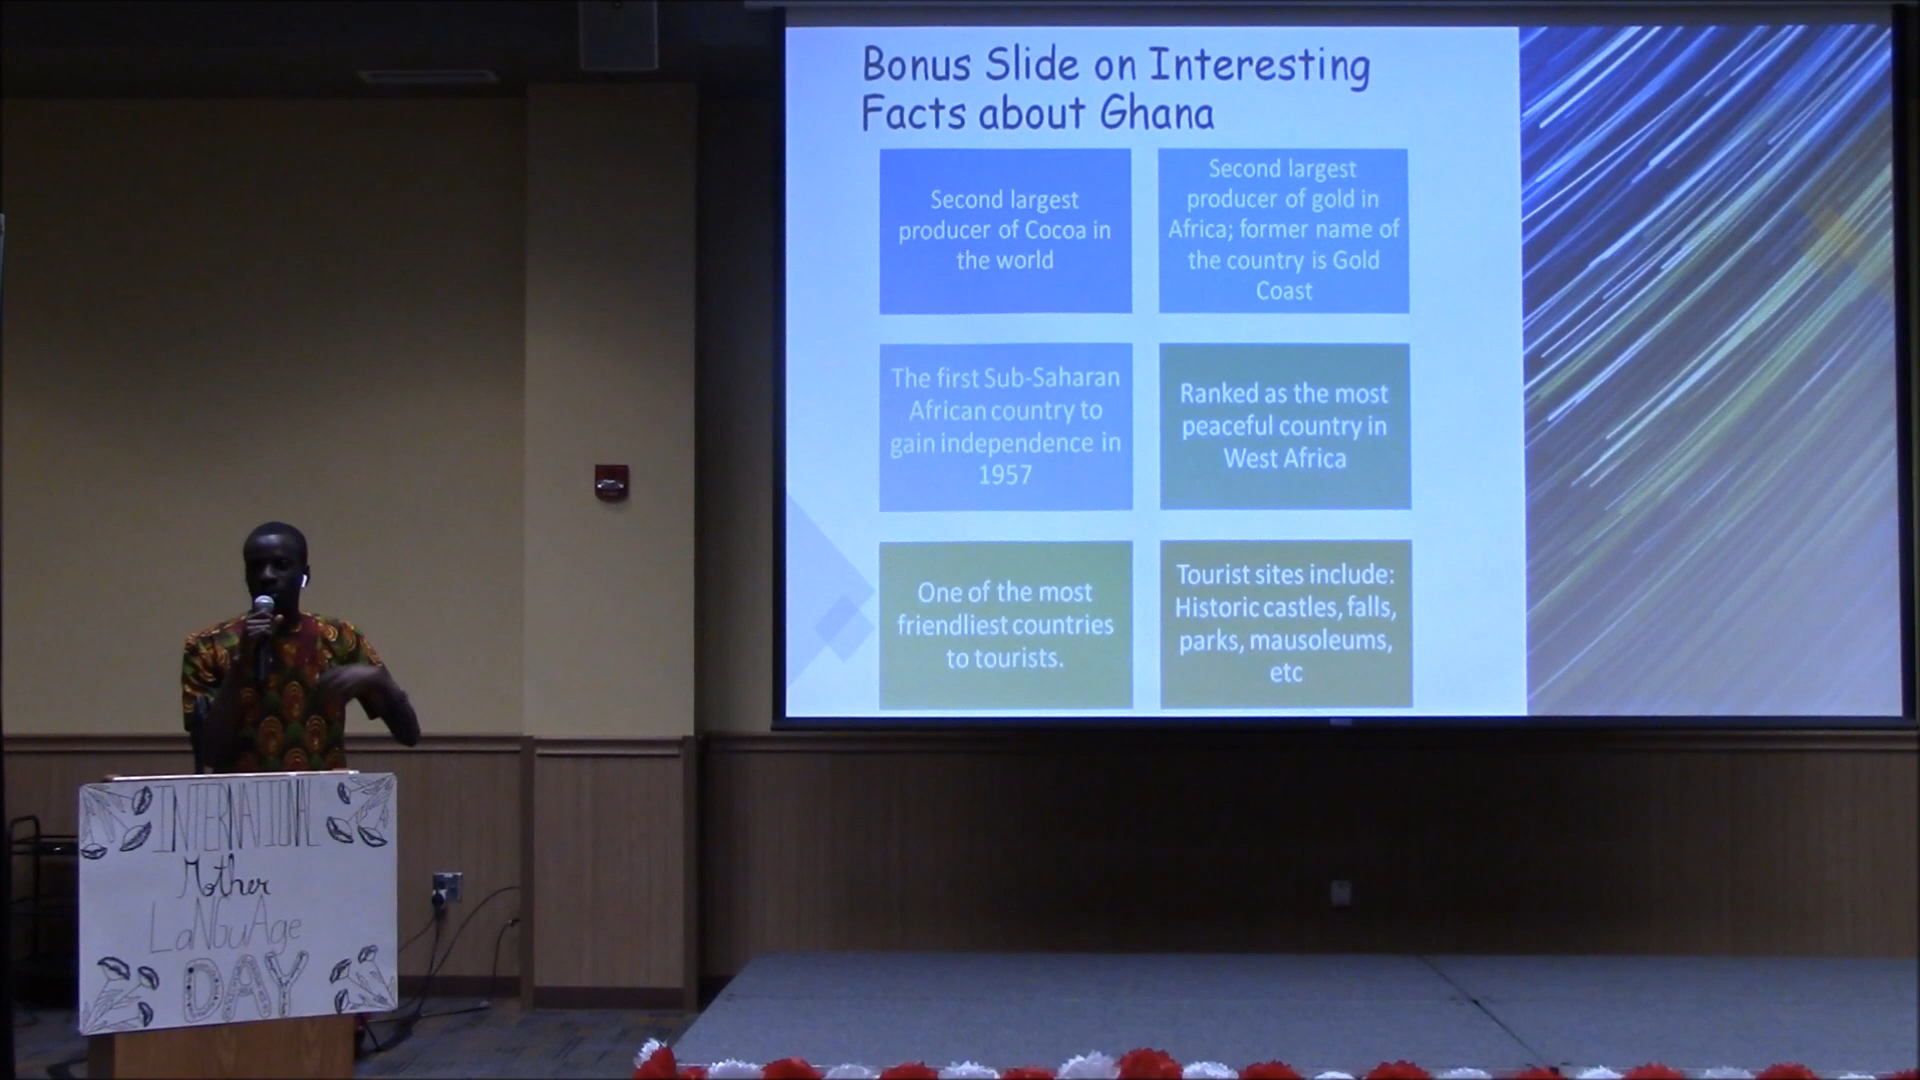 Bonus Slide on Interesting
Facts about Ghana
Second largest
producer of Cocoa in
the world
Second largest
producer of gold in
Africa; former name of
the country is Gold
Coast
The first Sub-Saharan
African country to
gain independence in
1957
Ranked as the most
peaceful country in
West Africa
One of the most
friendliest countries
to tourists.
Tourist sites include:
Historic castles, falls,
parks, mausoleums,
etc
INTERNATIONAL
Mother
LaNGuAge
DAY